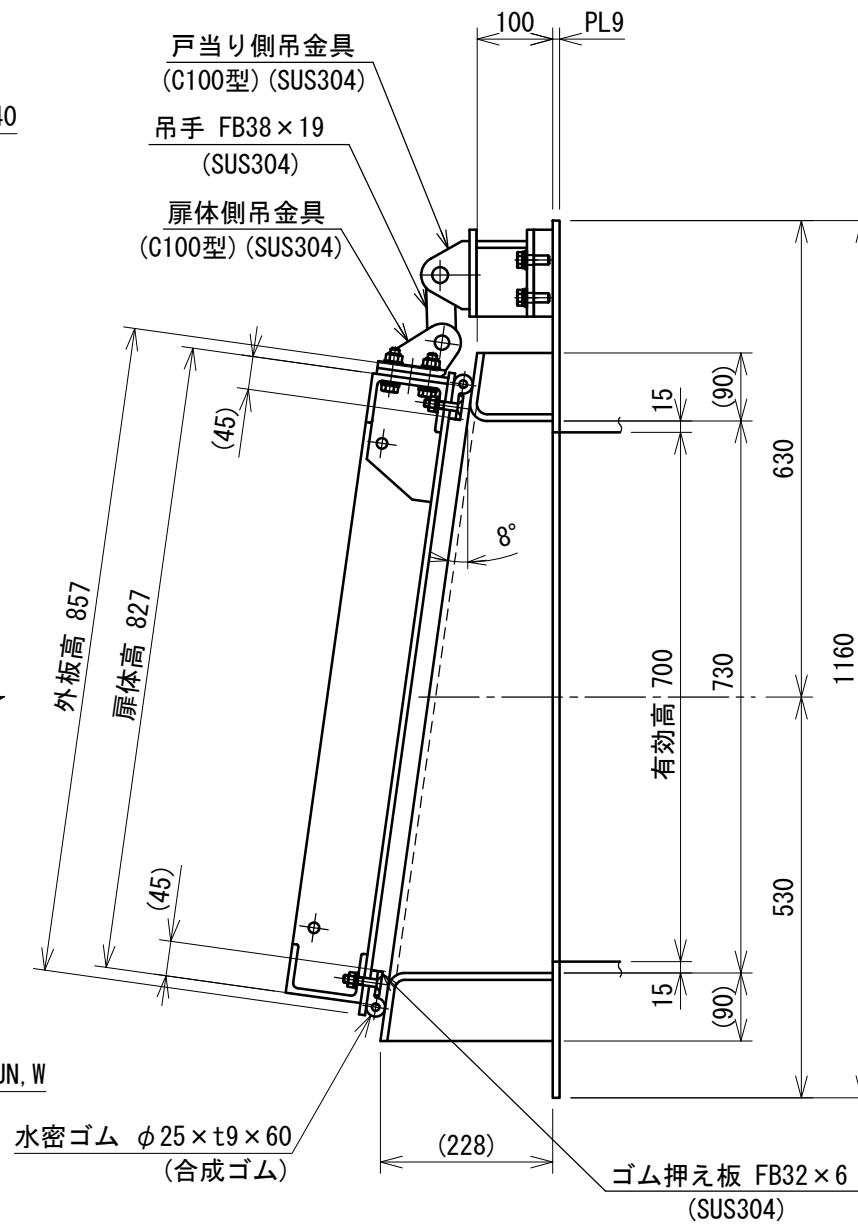 100
PL9
戸当り側吊金具
(C100型)(SUS304)
40
吊手 FB38×19
(SUS304)
扉体側吊金具
(C100型)(SUS304)
(45)
15
(90)
630
8°
外板高 857
扉体高 827
有効高 700
730
1160
(45)
530
15
(90)
UN,W
水密ゴム φ25×t9×60
(合成ゴム)
(228)
ゴム押え板 FB32×6
(SUS304)